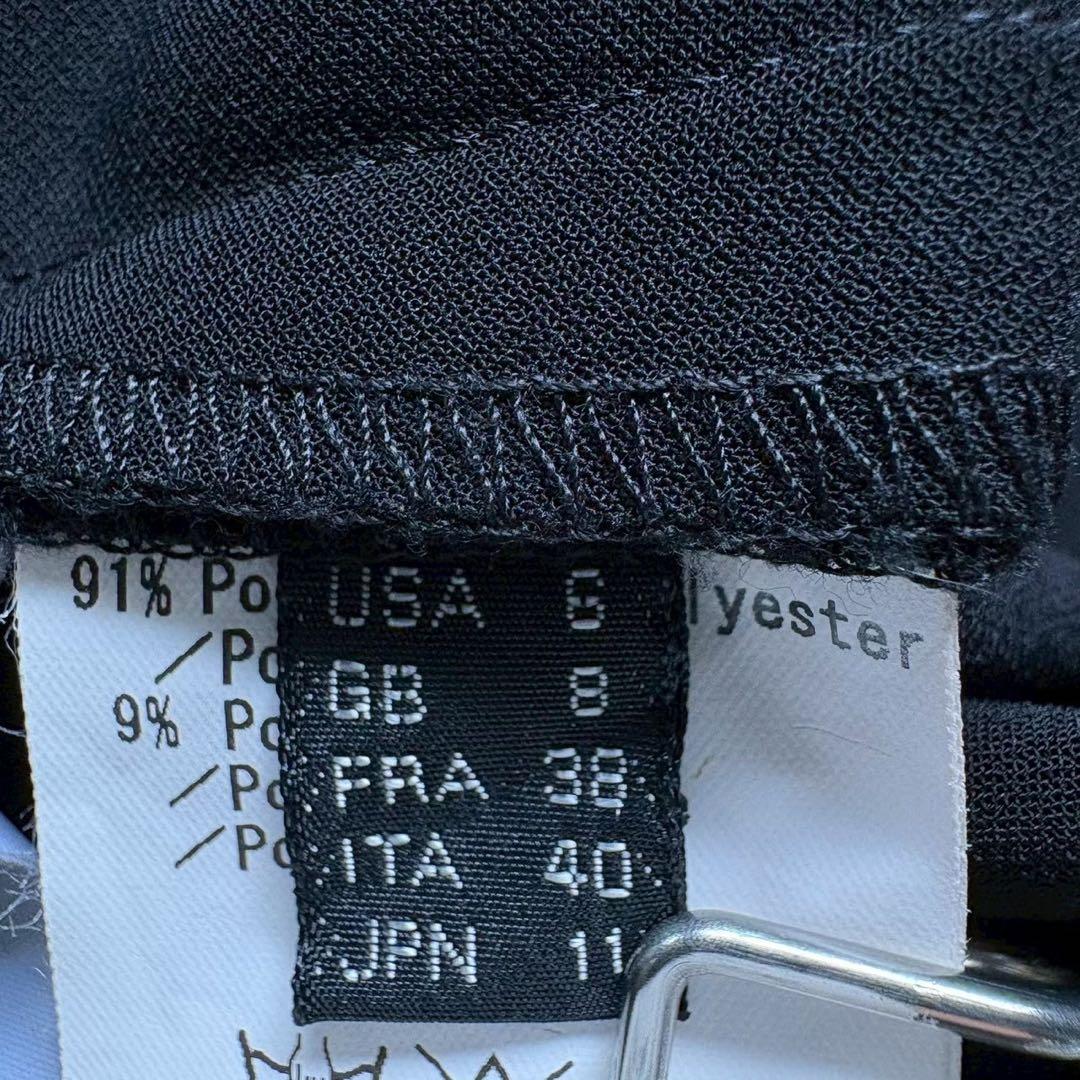 91% Po
lyester
/Po
9% Po
/Po
/Po
USA 6
GB 8
FRA 38
ITA 40
JPN 11